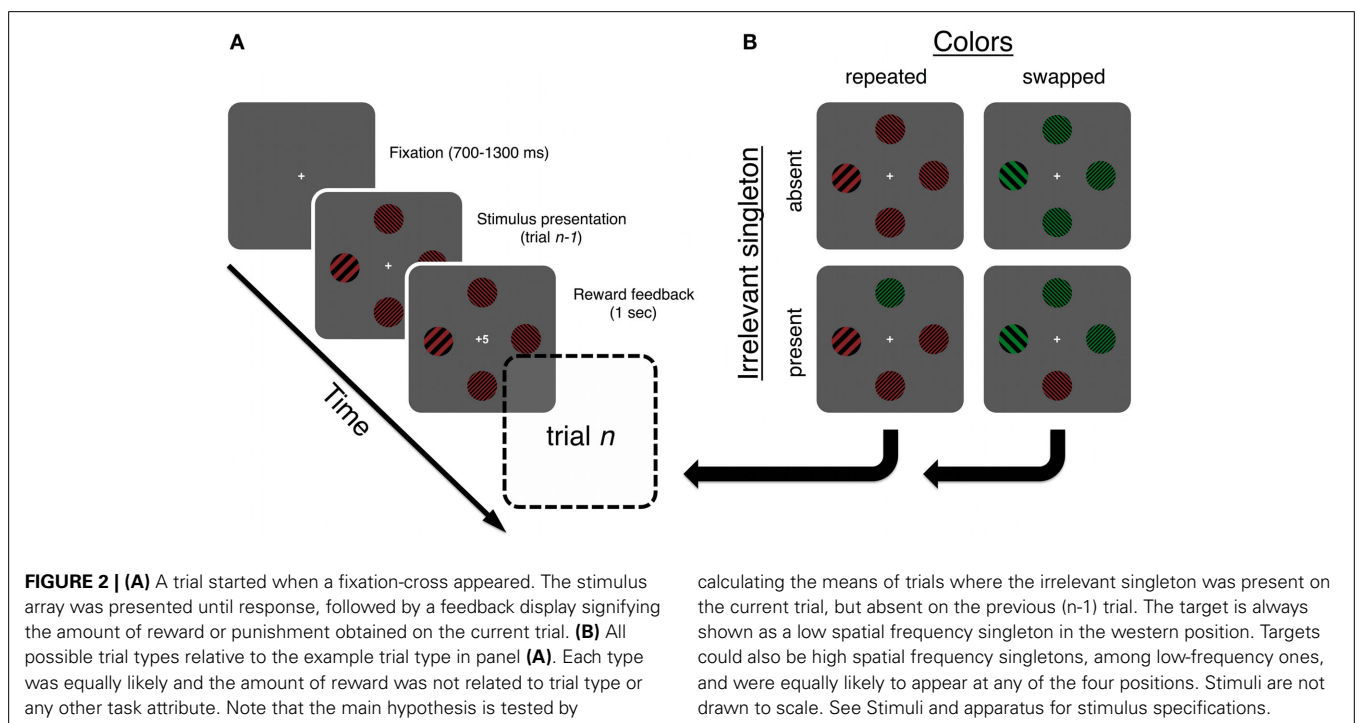 A
Fixation (700-1300 ms)
Stimulus presentation
(trial n-1)
Reward feedback
(1 sec)
+5
trial n
Time
B
Colors
repeated
swapped
Irrelevant singleton
absent
present
FIGURE 2 | (A) A trial started when a fixation-cross appeared. The stimulus
array was presented until response, followed by a feedback display signifying
the amount of reward or punishment obtained on the current trial. (B) All
possible trial types relative to the example trial type in panel (A). Each type
was equally likely and the amount of reward was not related to trial type or
any other task attribute. Note that the main hypothesis is tested by
calculating the means of trials where the irrelevant singleton was present on
the current trial, but absent on the previous (n-1) trial. The target is always
shown as a low spatial frequency singleton in the western position. Targets
could also be high spatial frequency singletons, among low-frequency ones,
and were equally likely to appear at any of the four positions. Stimuli are not
drawn to scale. See Stimuli and apparatus for stimulus specifications.